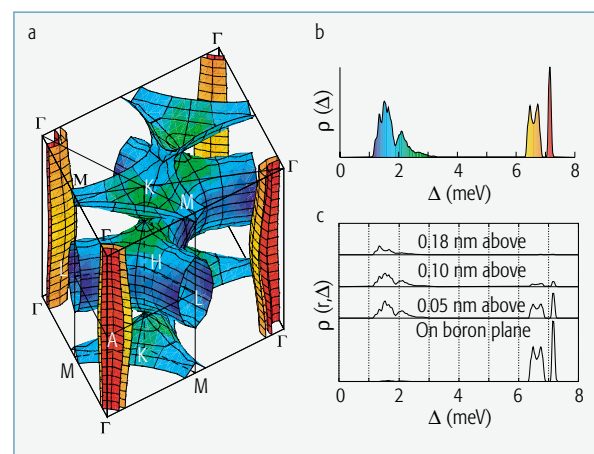 a
Γ
Γ
Γ
M
K
M
L
H
L
Γ
Γ
A
K
Γ
M
M
Γ
b
ρ (Δ)
0 2 4 6 8
Δ (meV)
c
ρ (r,Δ)
0.18 nm above
0.10 nm above
0.05 nm above
On boron plane
0 2 4 6 8
Δ (meV)